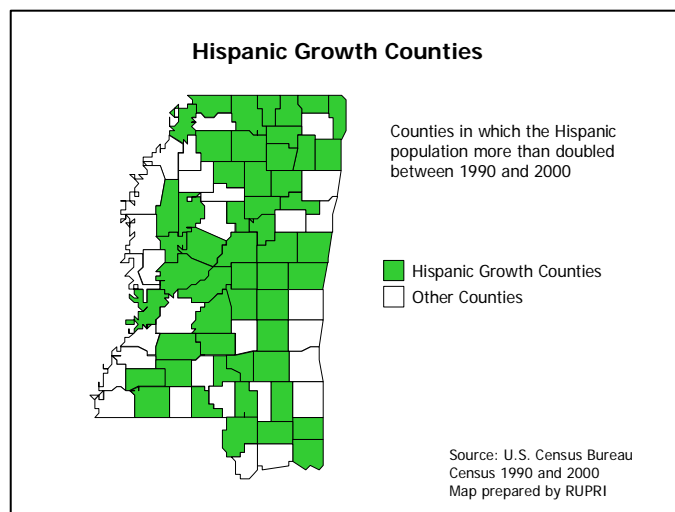 Hispanic Growth Counties
Counties in which the Hispanic
population more than doubled
between 1990 and 2000
Hispanic Growth Counties
Other Counties
Source: U.S. Census Bureau
Census 1990 and 2000
Map prepared by RUPRI